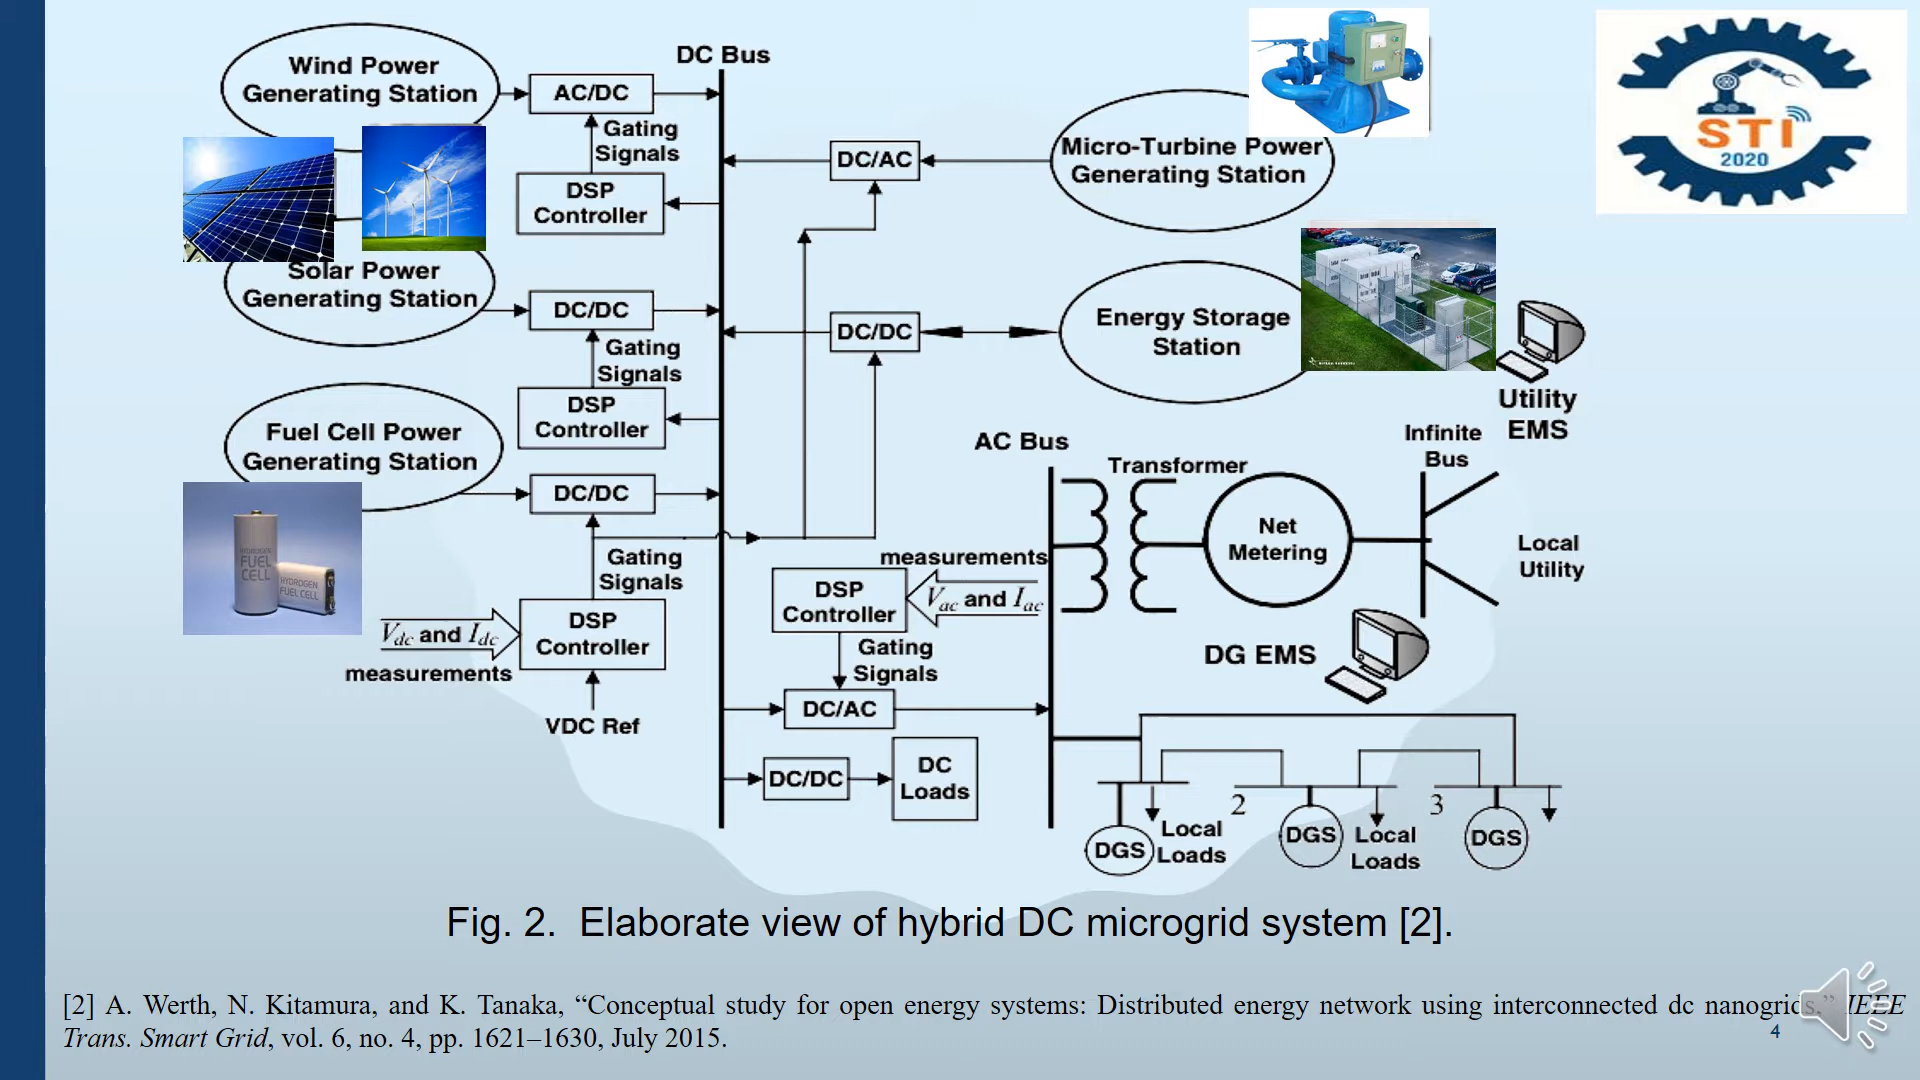 DC Bus
Wind Power
Generating Station
AC/DC
Gating
Signals
DSP
Controller
Solar Power
Generating Station
DC/DC
Gating
Signals
DSP
Controller
Fuel Cell Power
Generating Station
DC/DC
Gating
Signals
HYDROGEN
FUEL
CELL
HYDROGEN
FUEL CELL
Vdc and Idc
measurements
DSP
Controller
VDC Ref
DC/AC
Micro-Turbine Power
Generating Station
DC/DC
Energy Storage
Station
STI
2020
Utility
EMS
AC Bus
Transformer
Infinite
Bus
Net
Metering
Local
Utility
measurements
Vac and Iac
DSP
Controller
Gating
Signals
DC/AC
DC/DC
DC
Loads
DG EMS
DGS
Local
Loads
2
DGS
Local
Loads
3
DGS
Fig. 2. Elaborate view of hybrid DC microgrid system [2].
[2] A. Werth, N. Kitamura, and K. Tanaka, “Conceptual study for open energy systems: Distributed energy network using interconnected dc nanogrids,” IEEE
Trans. Smart Grid, vol. 6, no. 4, pp. 1621–1630, July 2015.
4